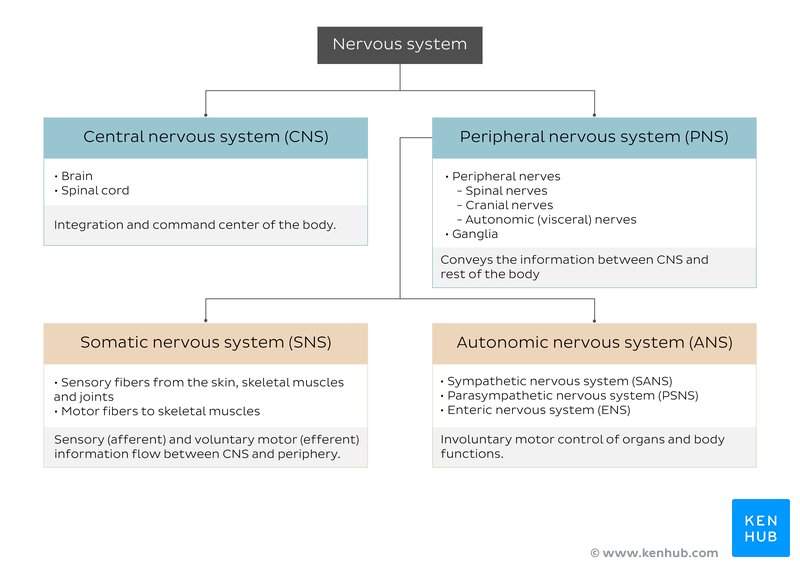 Nervous system
Central nervous system (CNS)
• Brain
• Spinal cord
Integration and command center of the body.
Peripheral nervous system (PNS)
• Peripheral nerves
– Spinal nerves
– Cranial nerves
– Autonomic (visceral) nerves
• Ganglia
Conveys the information between CNS and
rest of the body
Somatic nervous system (SNS)
• Sensory fibers from the skin, skeletal muscles
and joints
• Motor fibers to skeletal muscles
Sensory (afferent) and voluntary motor (efferent)
information flow between CNS and periphery.
Autonomic nervous system (ANS)
• Sympathetic nervous system (SANS)
• Parasympathetic nervous system (PSNS)
• Enteric nervous system (ENS)
Involuntary motor control of organs and body
functions.
KEN
HUB
© www.kenhub.com